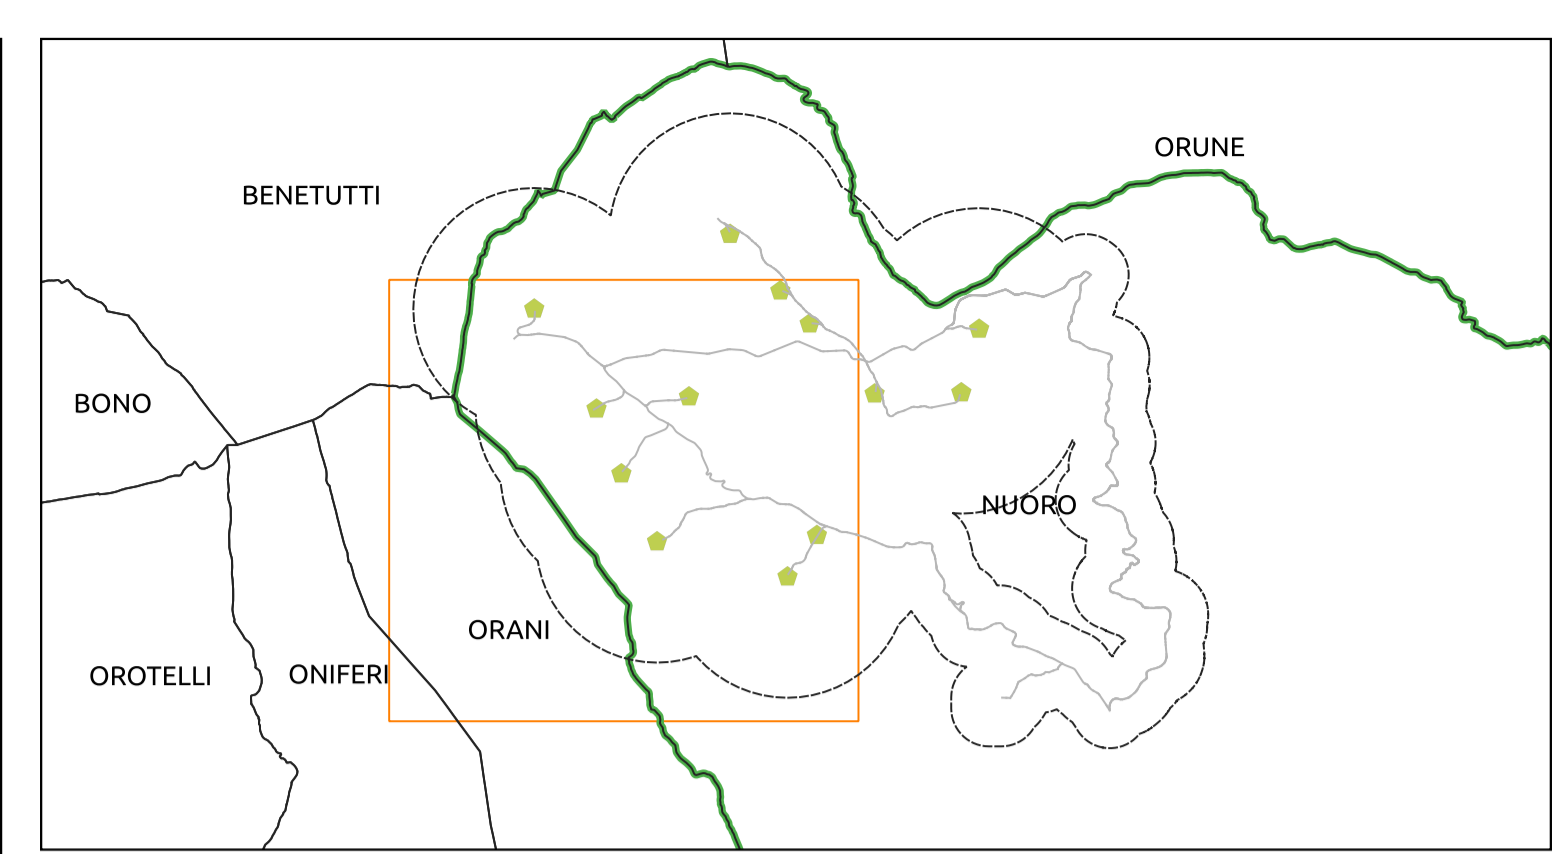 ORUNE
BENETUTTI
BONO
NUORO
ORANI
OROTELLI
ONIFERI